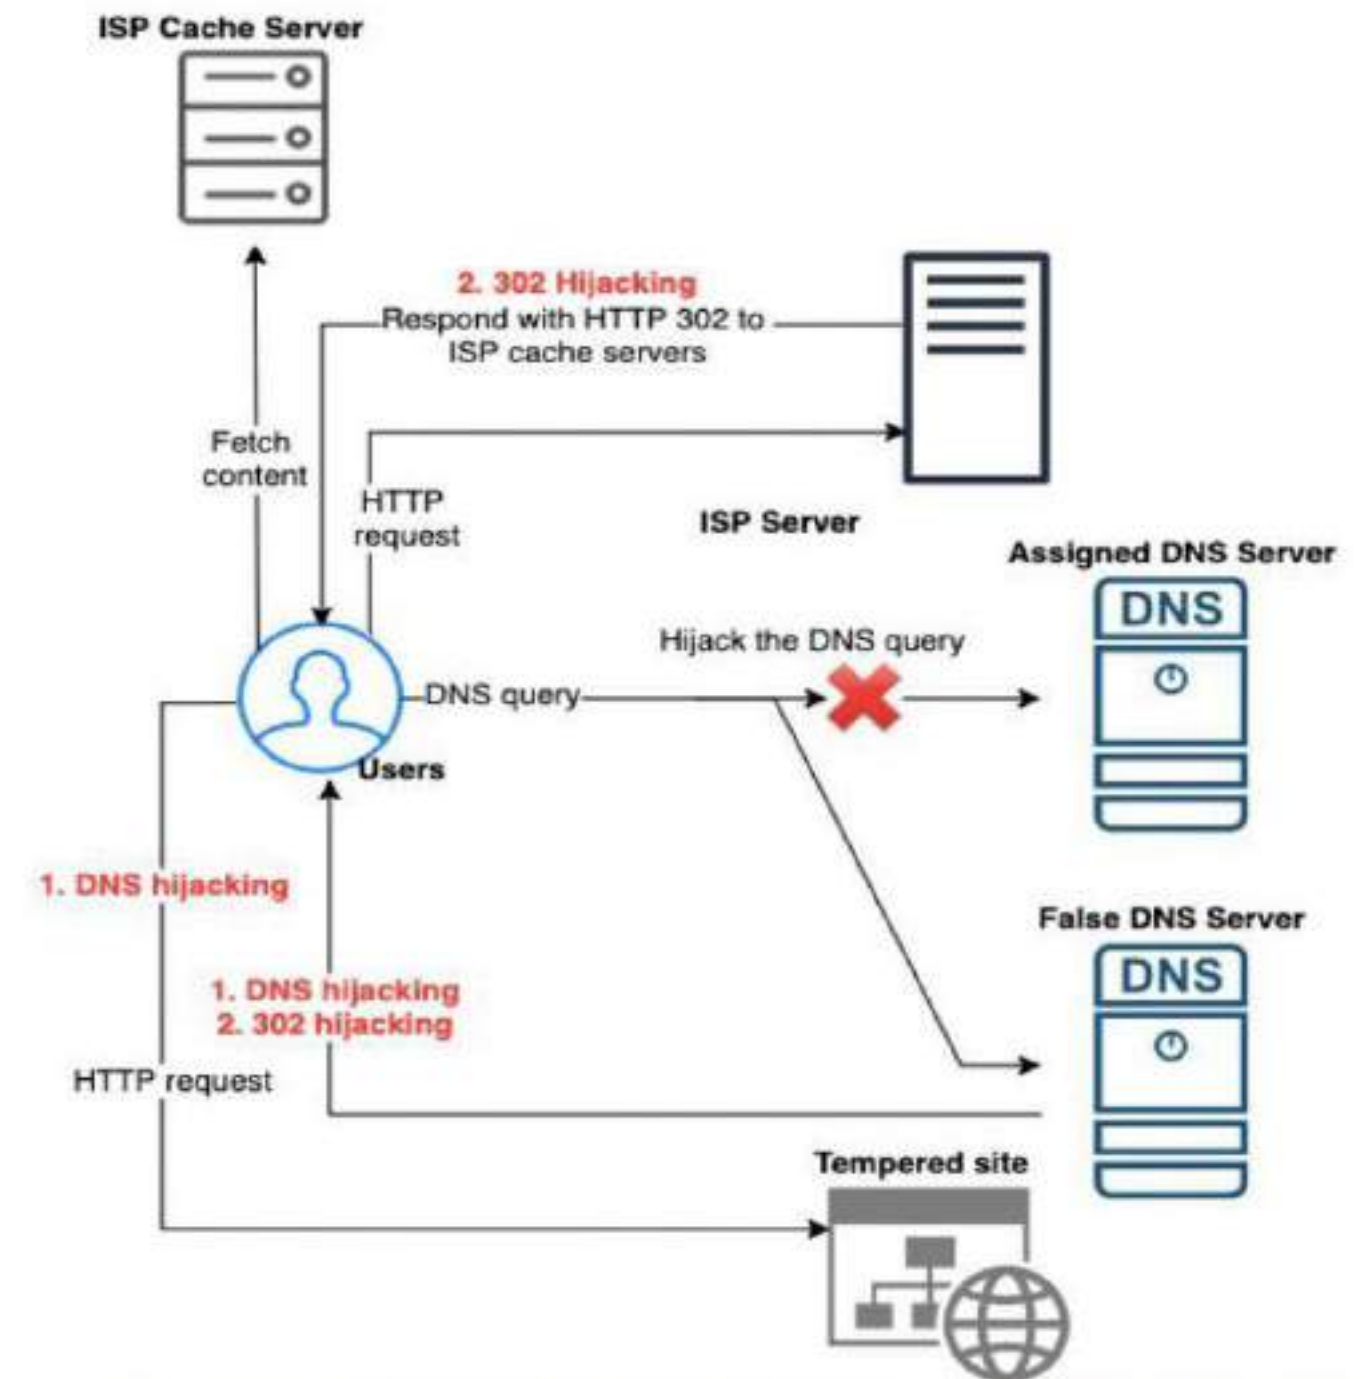 ISP Cache Server
2. 302 Hijacking
Respond with HTTP 302 to
ISP cache servers
Fetch
content
HTTP
request
ISP Server
Assigned DNS Server
DNS
Hijack the DNS query
DNS query
Users
1. DNS hijacking
False DNS Server
DNS
1. DNS hijacking
2. 302 hijacking
HTTP request
Tempered site